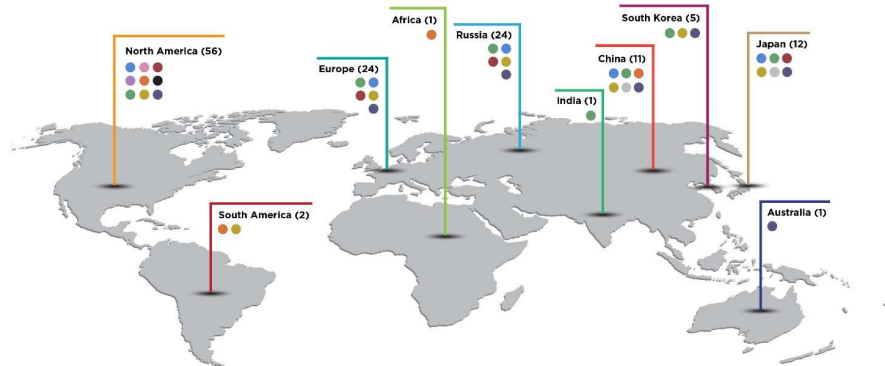 North America (56)
Europe (24)
Africa (1)
Russia (24)
South Korea (5)
China (11)
Japan (12)
India (1)
South America (2)
Australia (1)